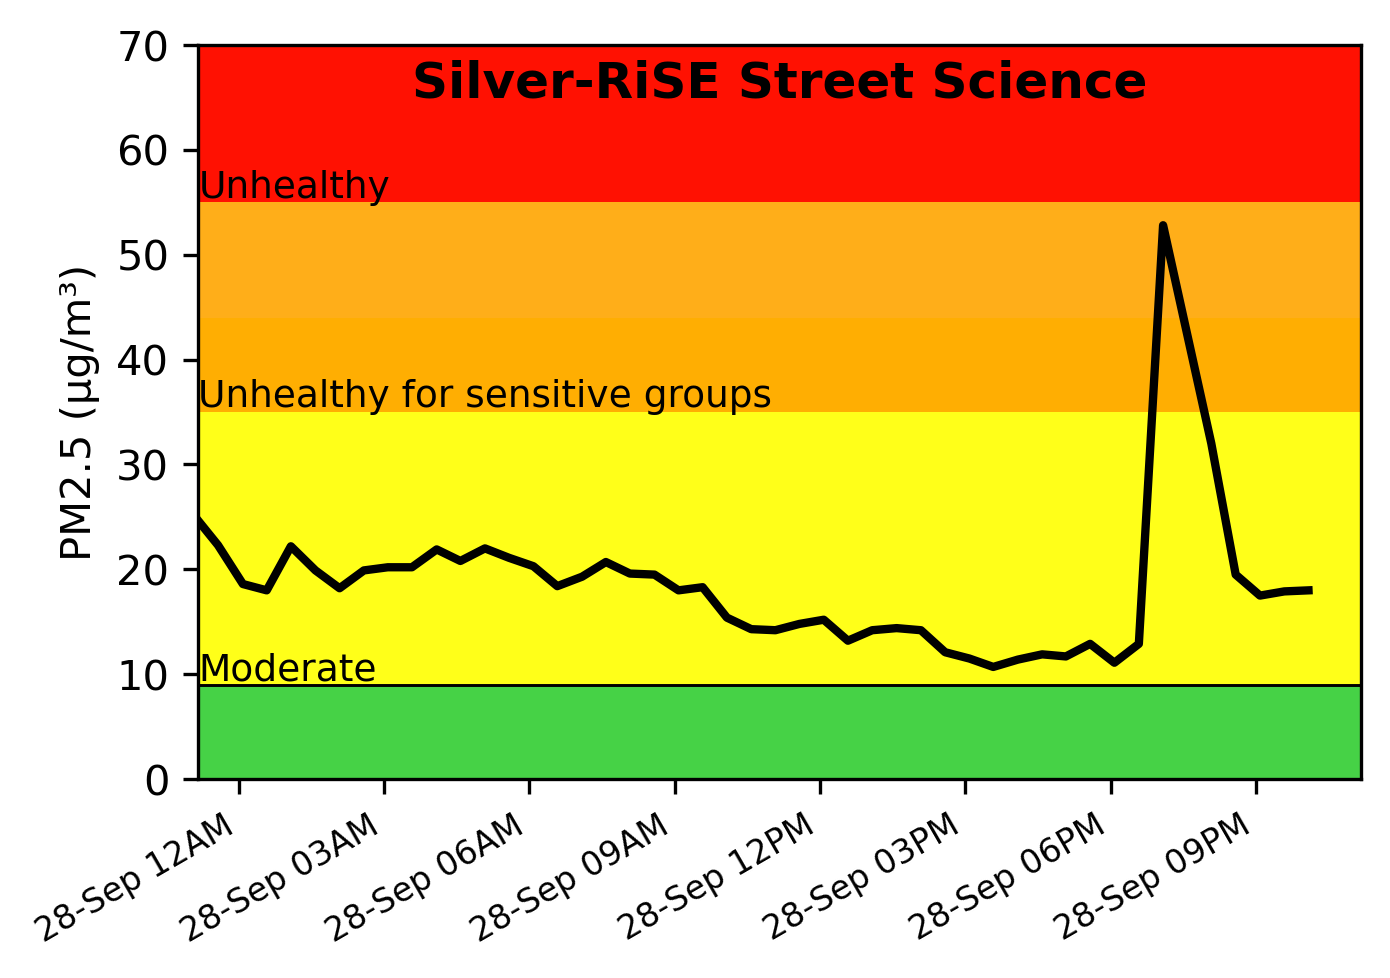 Silver-RiSE Street Science
70
60
Unhealthy
50
40
Unhealthy for sensitive groups
30
20
Moderate
10
0
PM2.5 (µg/m³)
28-Sep 12AM
28-Sep 03AM
28-Sep 06AM
28-Sep 09AM
28-Sep 12PM
28-Sep 03PM
28-Sep 06PM
28-Sep 09PM